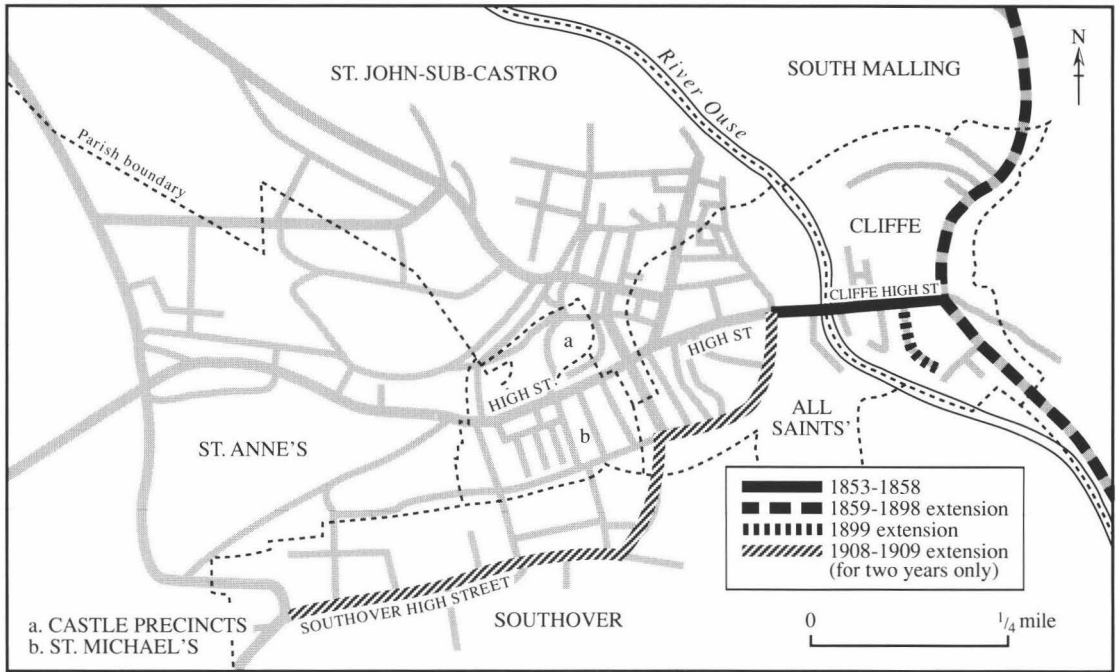 ST. JOHN-SUB-CASTRO
River Ouse
SOUTH MALLING
N
Parish boundary
CLIFFE
CLIFFE HIGH ST
HIGH ST
a
HIGH ST.
b
ST. ANNE'S
ALL
SAINTS'
1853-1858
1859-1898 extension
1899 extension
1908-1909 extension
(for two years only)
SOUTHOVER HIGH STREET
SOUTHOVER
a. CASTLE PRECINCTS
b. ST. MICHAEL'S
0 1/4 mile